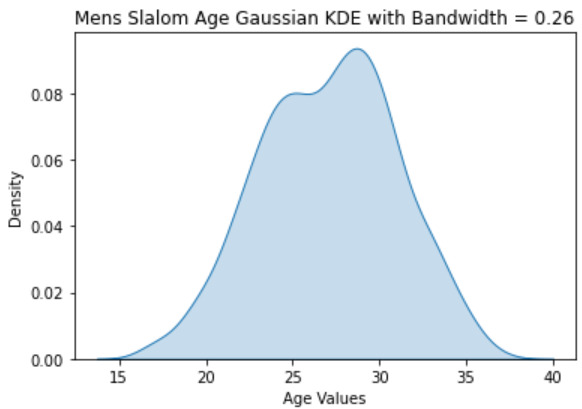 Mens Slalom Age Gaussian KDE with Bandwidth = 0.26
0.08
0.06
0.04
0.02
0.00
Density
15 20 25 30 35 40
Age Values